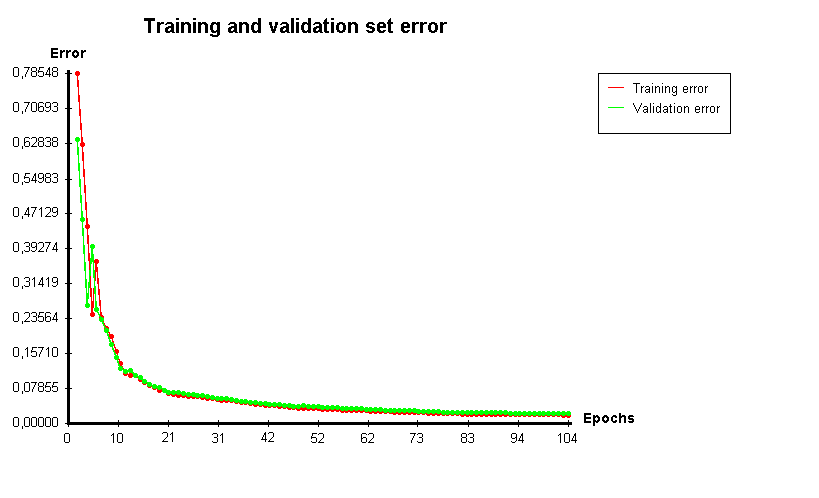 Training and validation set error
Error
0,78548
0,70693
0,62838
0,54983
0,47129
0,39274
0,31419
0,23564
0,15710
0,07855
0,00000
0 10 21 31 42 52 62 73 83 94 104
Epochs
Training error
Validation error